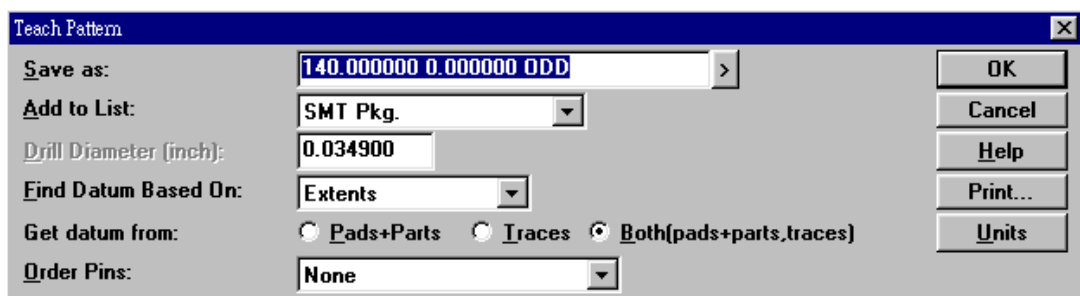 Teach Pattern
Save as: 140.000000 0.000000 ODD > OK
Add to List: SMT Pkg. Cancel
Drill Diameter (inch): 0.034900 Help
Find Datum Based On: Extents Print...
Get datum from: Pads+Parts Traces Both(pads+parts,traces) Units
Order Pins: None